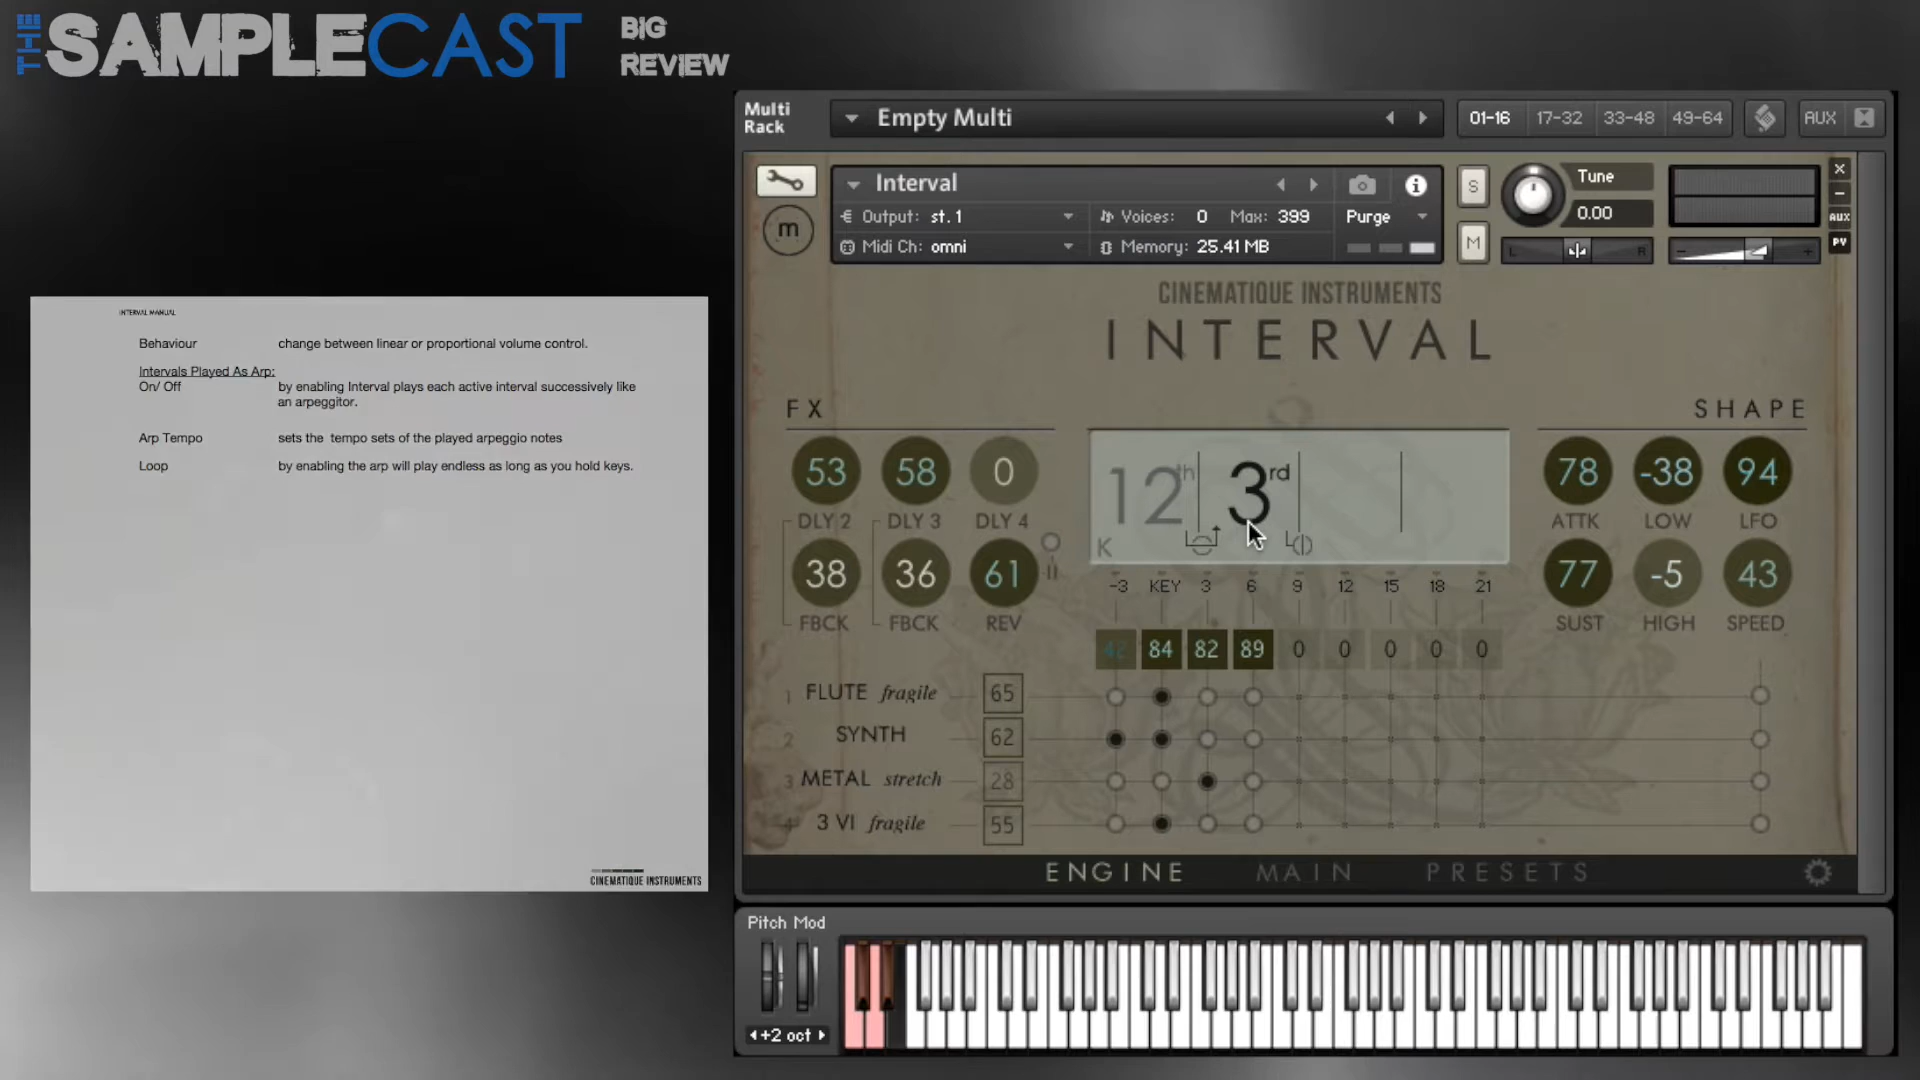 THE SAMPLECAST
BIG
REVIEW
INTERVAL MANUAL
Behaviour change between linear or proportional volume control.
Intervals Played As Arp:
On/ Off by enabling Interval plays each active interval successively like
an arpeggitor.
Arp Tempo sets the tempo sets of the played arpeggio notes
Loop by enabling the arp will play endless as long as you hold keys.
CINEMATIQUE INSTRUMENTS
Multi
Rack
Empty Multi
01-16 17-32 33-48 49-64 AUX
Interval
Output: st. 1 Voices: 0 Max: 399 Purge
Midi Ch: omni Memory: 25.41 MB
S
M
Tune
0.00
L R
- +
X
-
AUX
PV
m
i
CINEMATIQUE INSTRUMENTS
INTERVAL
FX
SHAPE
53 58 0
DLY 2 DLY 3 DLY 4
38 36 61
FBCK FBCK REV
12th 3rd
K
78 -38 94
ATTK LOW LFO
77 -5 43
SUST HIGH SPEED
-3 KEY 3 6 9 12 15 18 21
42 84 82 89 0 0 0 0 0
1 FLUTE fragile 65
2 SYNTH 62
3 METAL stretch 28
4 3 VI fragile 55
ENGINE MAIN PRESETS
Pitch Mod
+2 oct